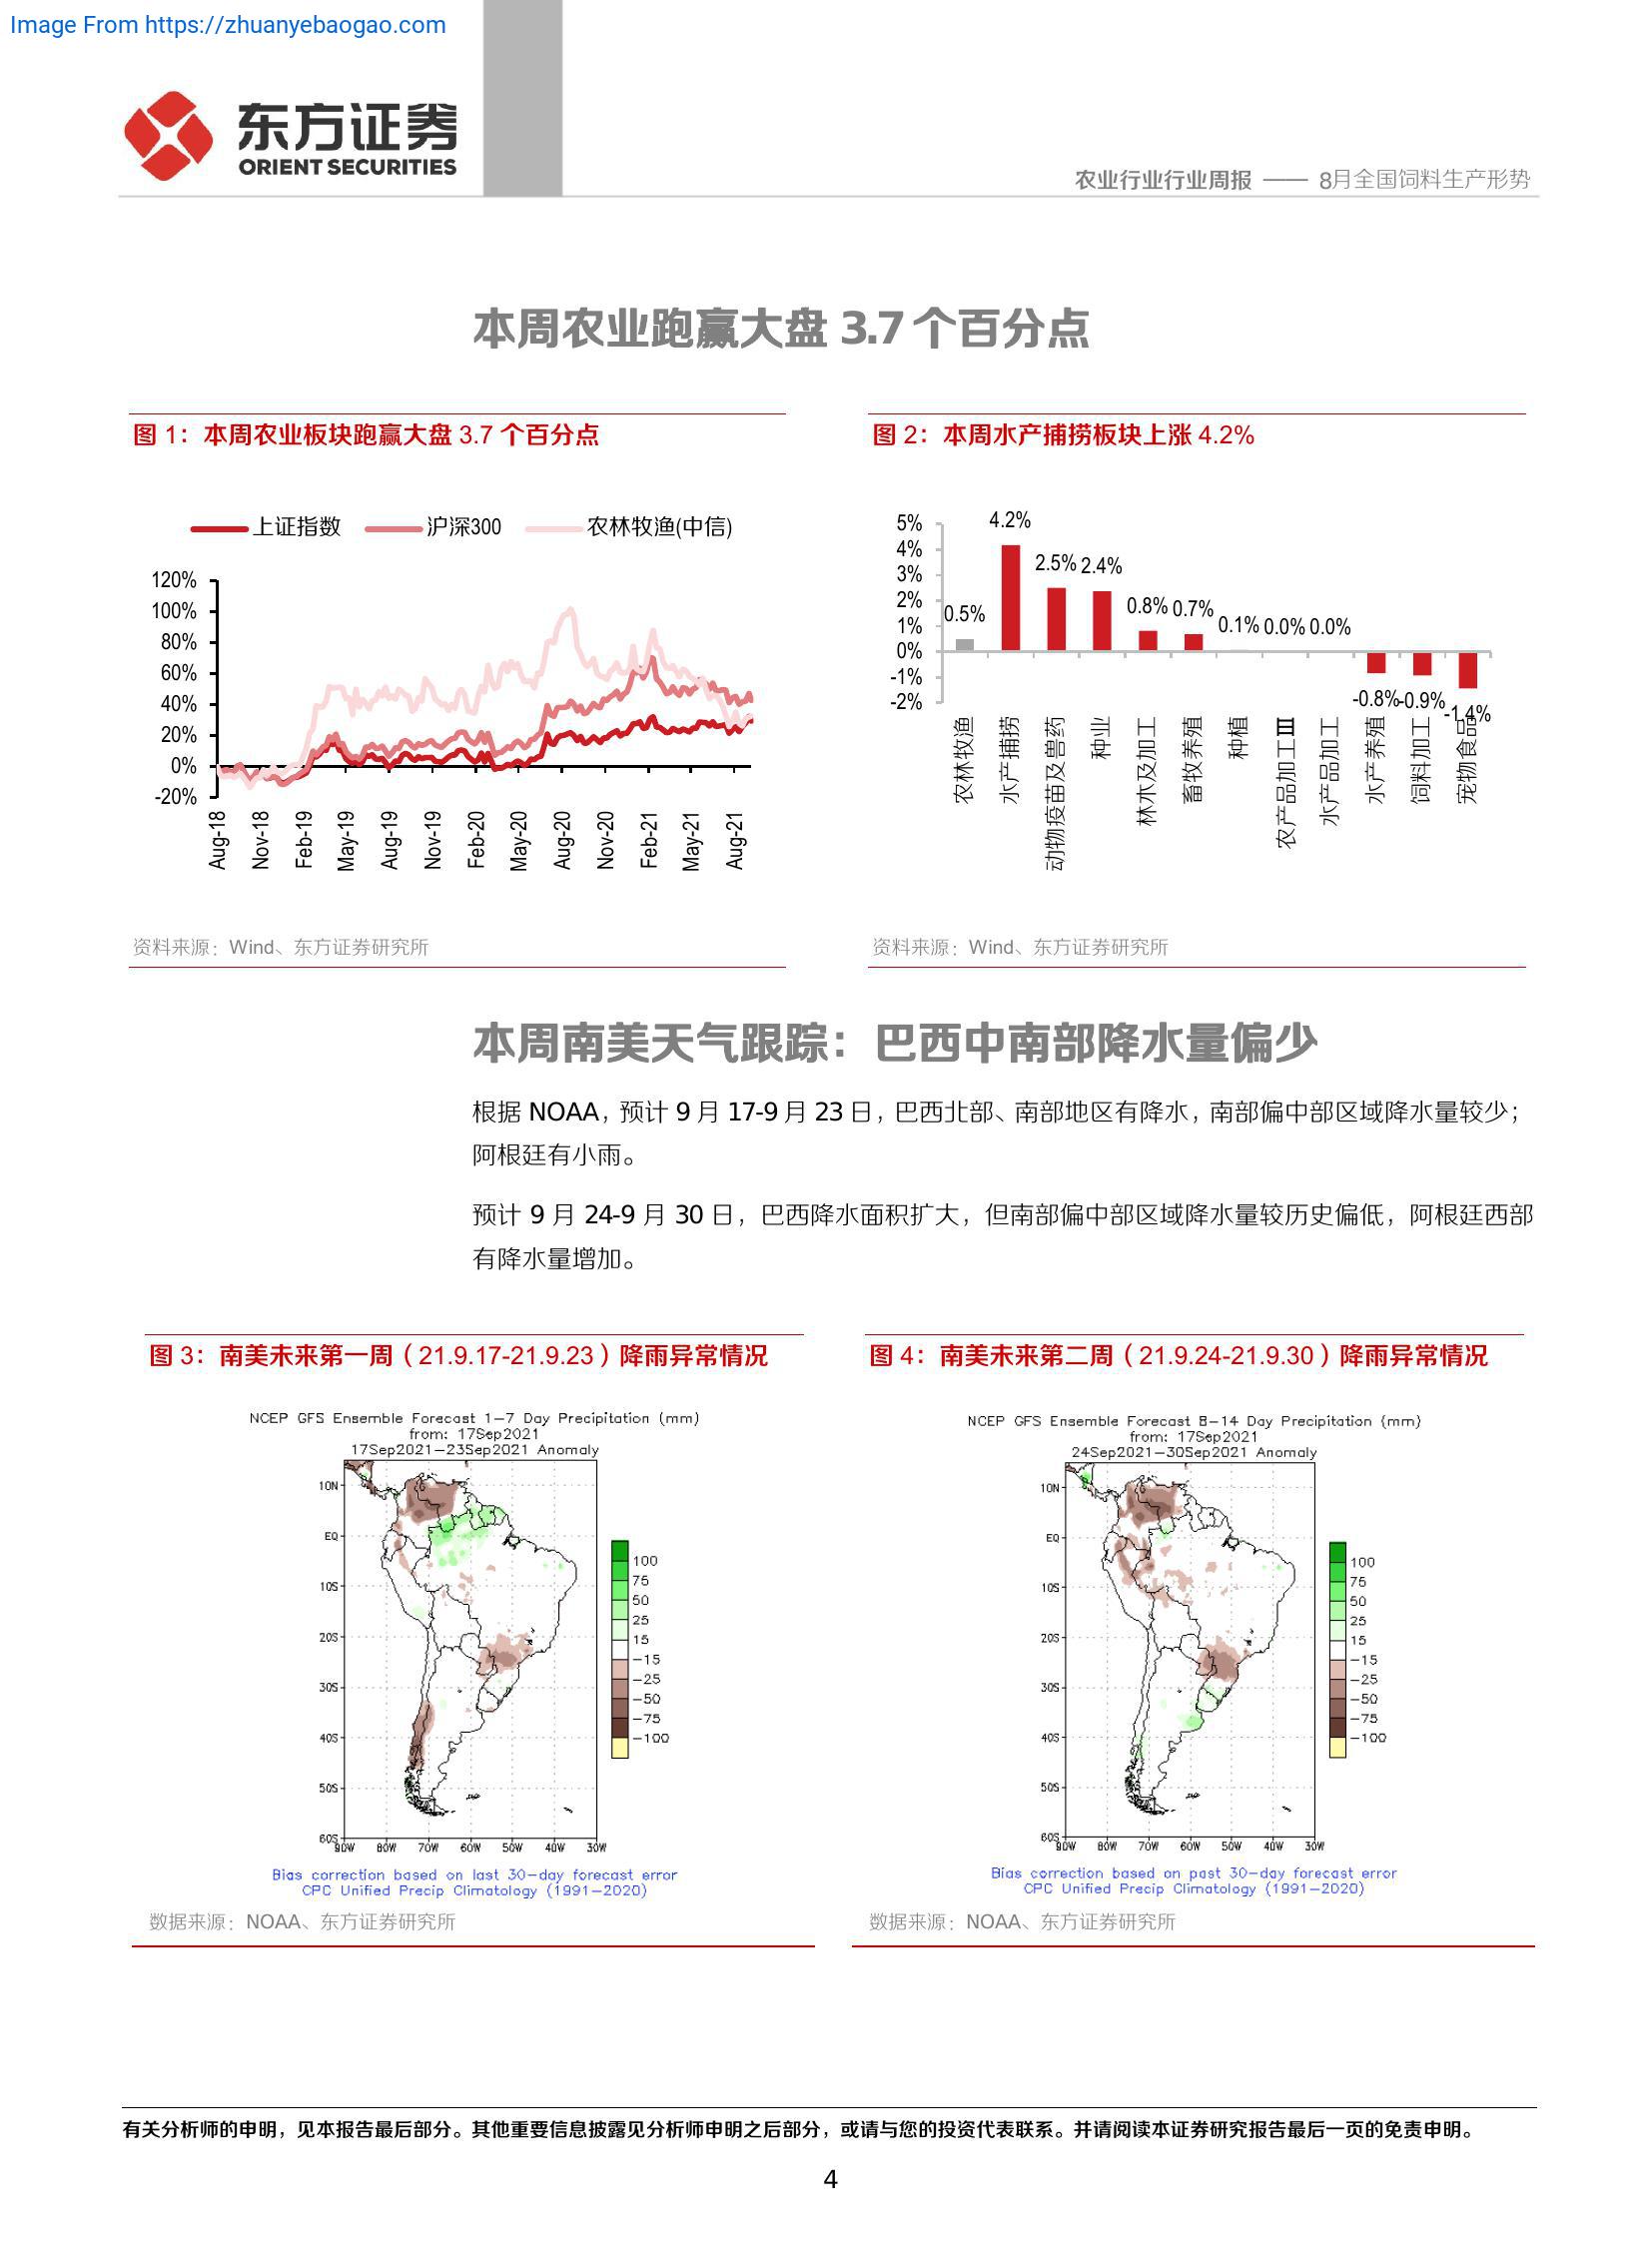 Image From https://zhuanyebaogao.com
东方证券
ORIENT SECURITIES
农业行业行业周报 —— 8月全国饲料生产形势
本周农业跑赢大盘 3.7 个百分点
图 1：本周农业板块跑赢大盘 3.7 个百分点
上证指数 沪深300 农林牧渔(中信)
120%
100%
80%
60%
40%
20%
0%
-20%
Aug-18 Nov-18 Feb-19 May-19 Aug-19 Nov-19 Feb-20 May-20 Aug-20 Nov-20 Feb-21 May-21 Aug-21
资料来源：Wind、东方证券研究所
图 2：本周水产捕捞板块上涨 4.2%
5%
4%
3%
2%
1%
0%
-1%
-2%
0.5% 4.2% 2.5% 2.4% 0.8% 0.7% 0.1% 0.0% 0.0% -0.8% -0.9% -1.4%
农林牧渔 水产捕捞 动物疫苗及兽药 种业 林木及加工 畜牧养殖 种植 农产品加工Ⅲ 水产品加工 水产养殖 饲料加工 宠物食品
资料来源：Wind、东方证券研究所
本周南美天气跟踪：巴西中南部降水量偏少
根据 NOAA，预计 9 月 17-9 月 23 日，巴西北部、南部地区有降水，南部偏中部区域降水量较少；
阿根廷有小雨。
预计 9 月 24-9 月 30 日，巴西降水面积扩大，但南部偏中部区域降水量较历史偏低，阿根廷西部
有降水量增加。
图 3：南美未来第一周（21.9.17-21.9.23）降雨异常情况
NCEP GFS Ensemble Forecast 1–7 Day Precipitation (mm)
from: 17Sep2021
17Sep2021–23Sep2021 Anomaly
10N
EQ
10S
20S
30S
40S
50S
60S
90W 80W 70W 60W 50W 40W 30W
100
75
50
25
15
−15
−25
−50
−75
−100
Bias correction based on last 30–day forecast error
CPC Unified Precip Climatology (1991–2020)
数据来源：NOAA、东方证券研究所
图 4：南美未来第二周（21.9.24-21.9.30）降雨异常情况
NCEP GFS Ensemble Forecast 8–14 Day Precipitation (mm)
from: 17Sep2021
24Sep2021–30Sep2021 Anomaly
10N
EQ
10S
20S
30S
40S
50S
60S
90W 80W 70W 60W 50W 40W 30W
100
75
50
25
15
−15
−25
−50
−75
−100
Bias correction based on past 30–day forecast error
CPC Unified Precip Climatology (1991–2020)
数据来源：NOAA、东方证券研究所
有关分析师的申明，见本报告最后部分。其他重要信息披露见分析师申明之后部分，或请与您的投资代表联系。并请阅读本证券研究报告最后一页的免责申明。
4